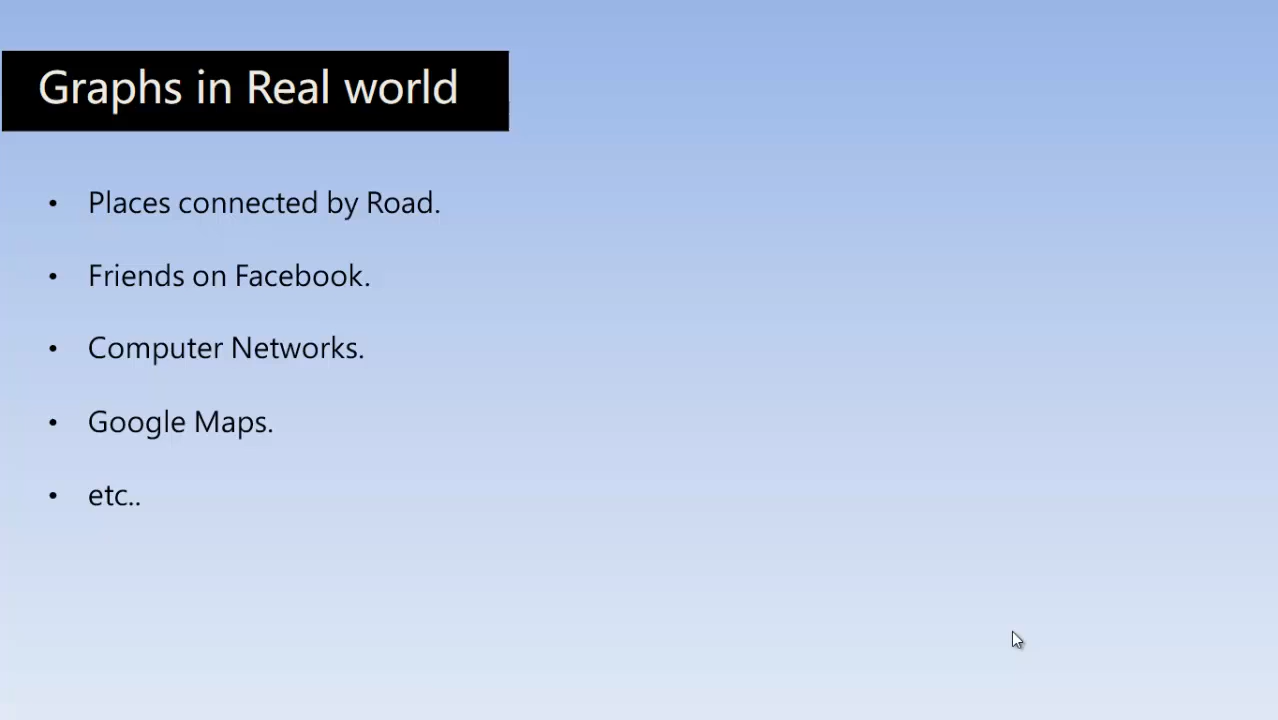 Graphs in Real world
• Places connected by Road.
• Friends on Facebook.
• Computer Networks.
• Google Maps.
• etc..